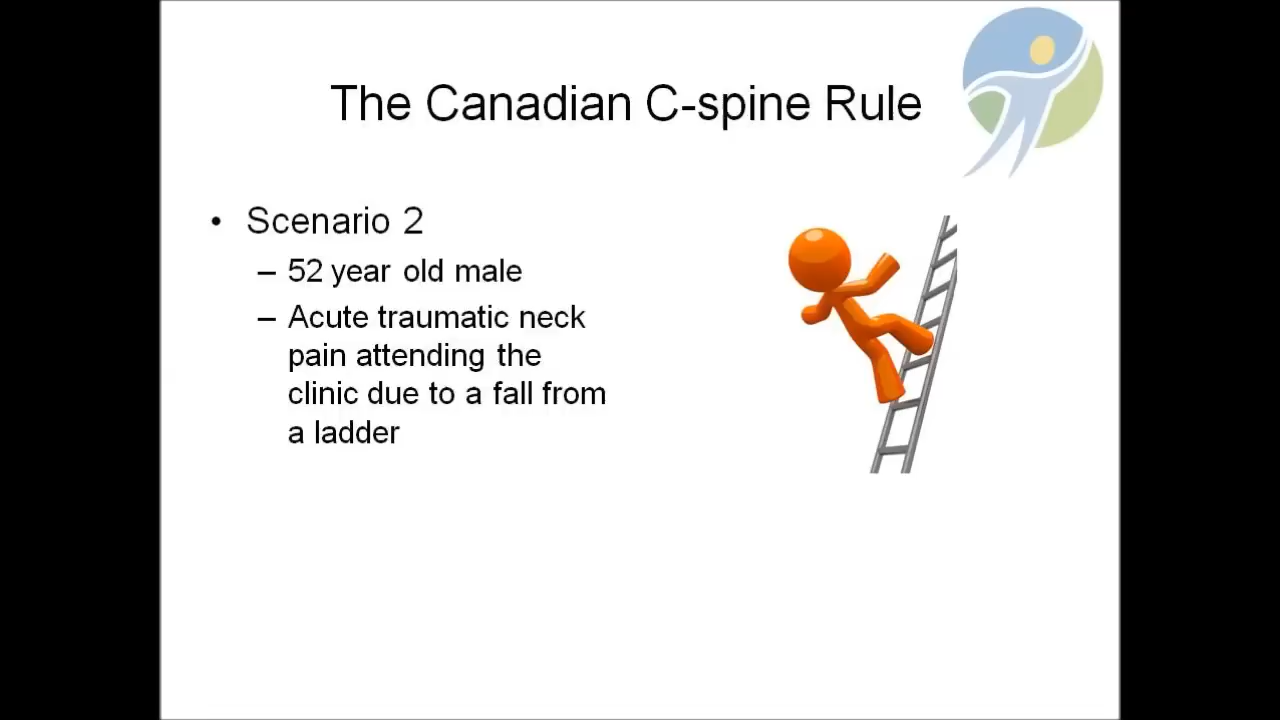 The Canadian C-spine Rule
• Scenario 2
– 52 year old male
– Acute traumatic neck
pain attending the
clinic due to a fall from
a ladder